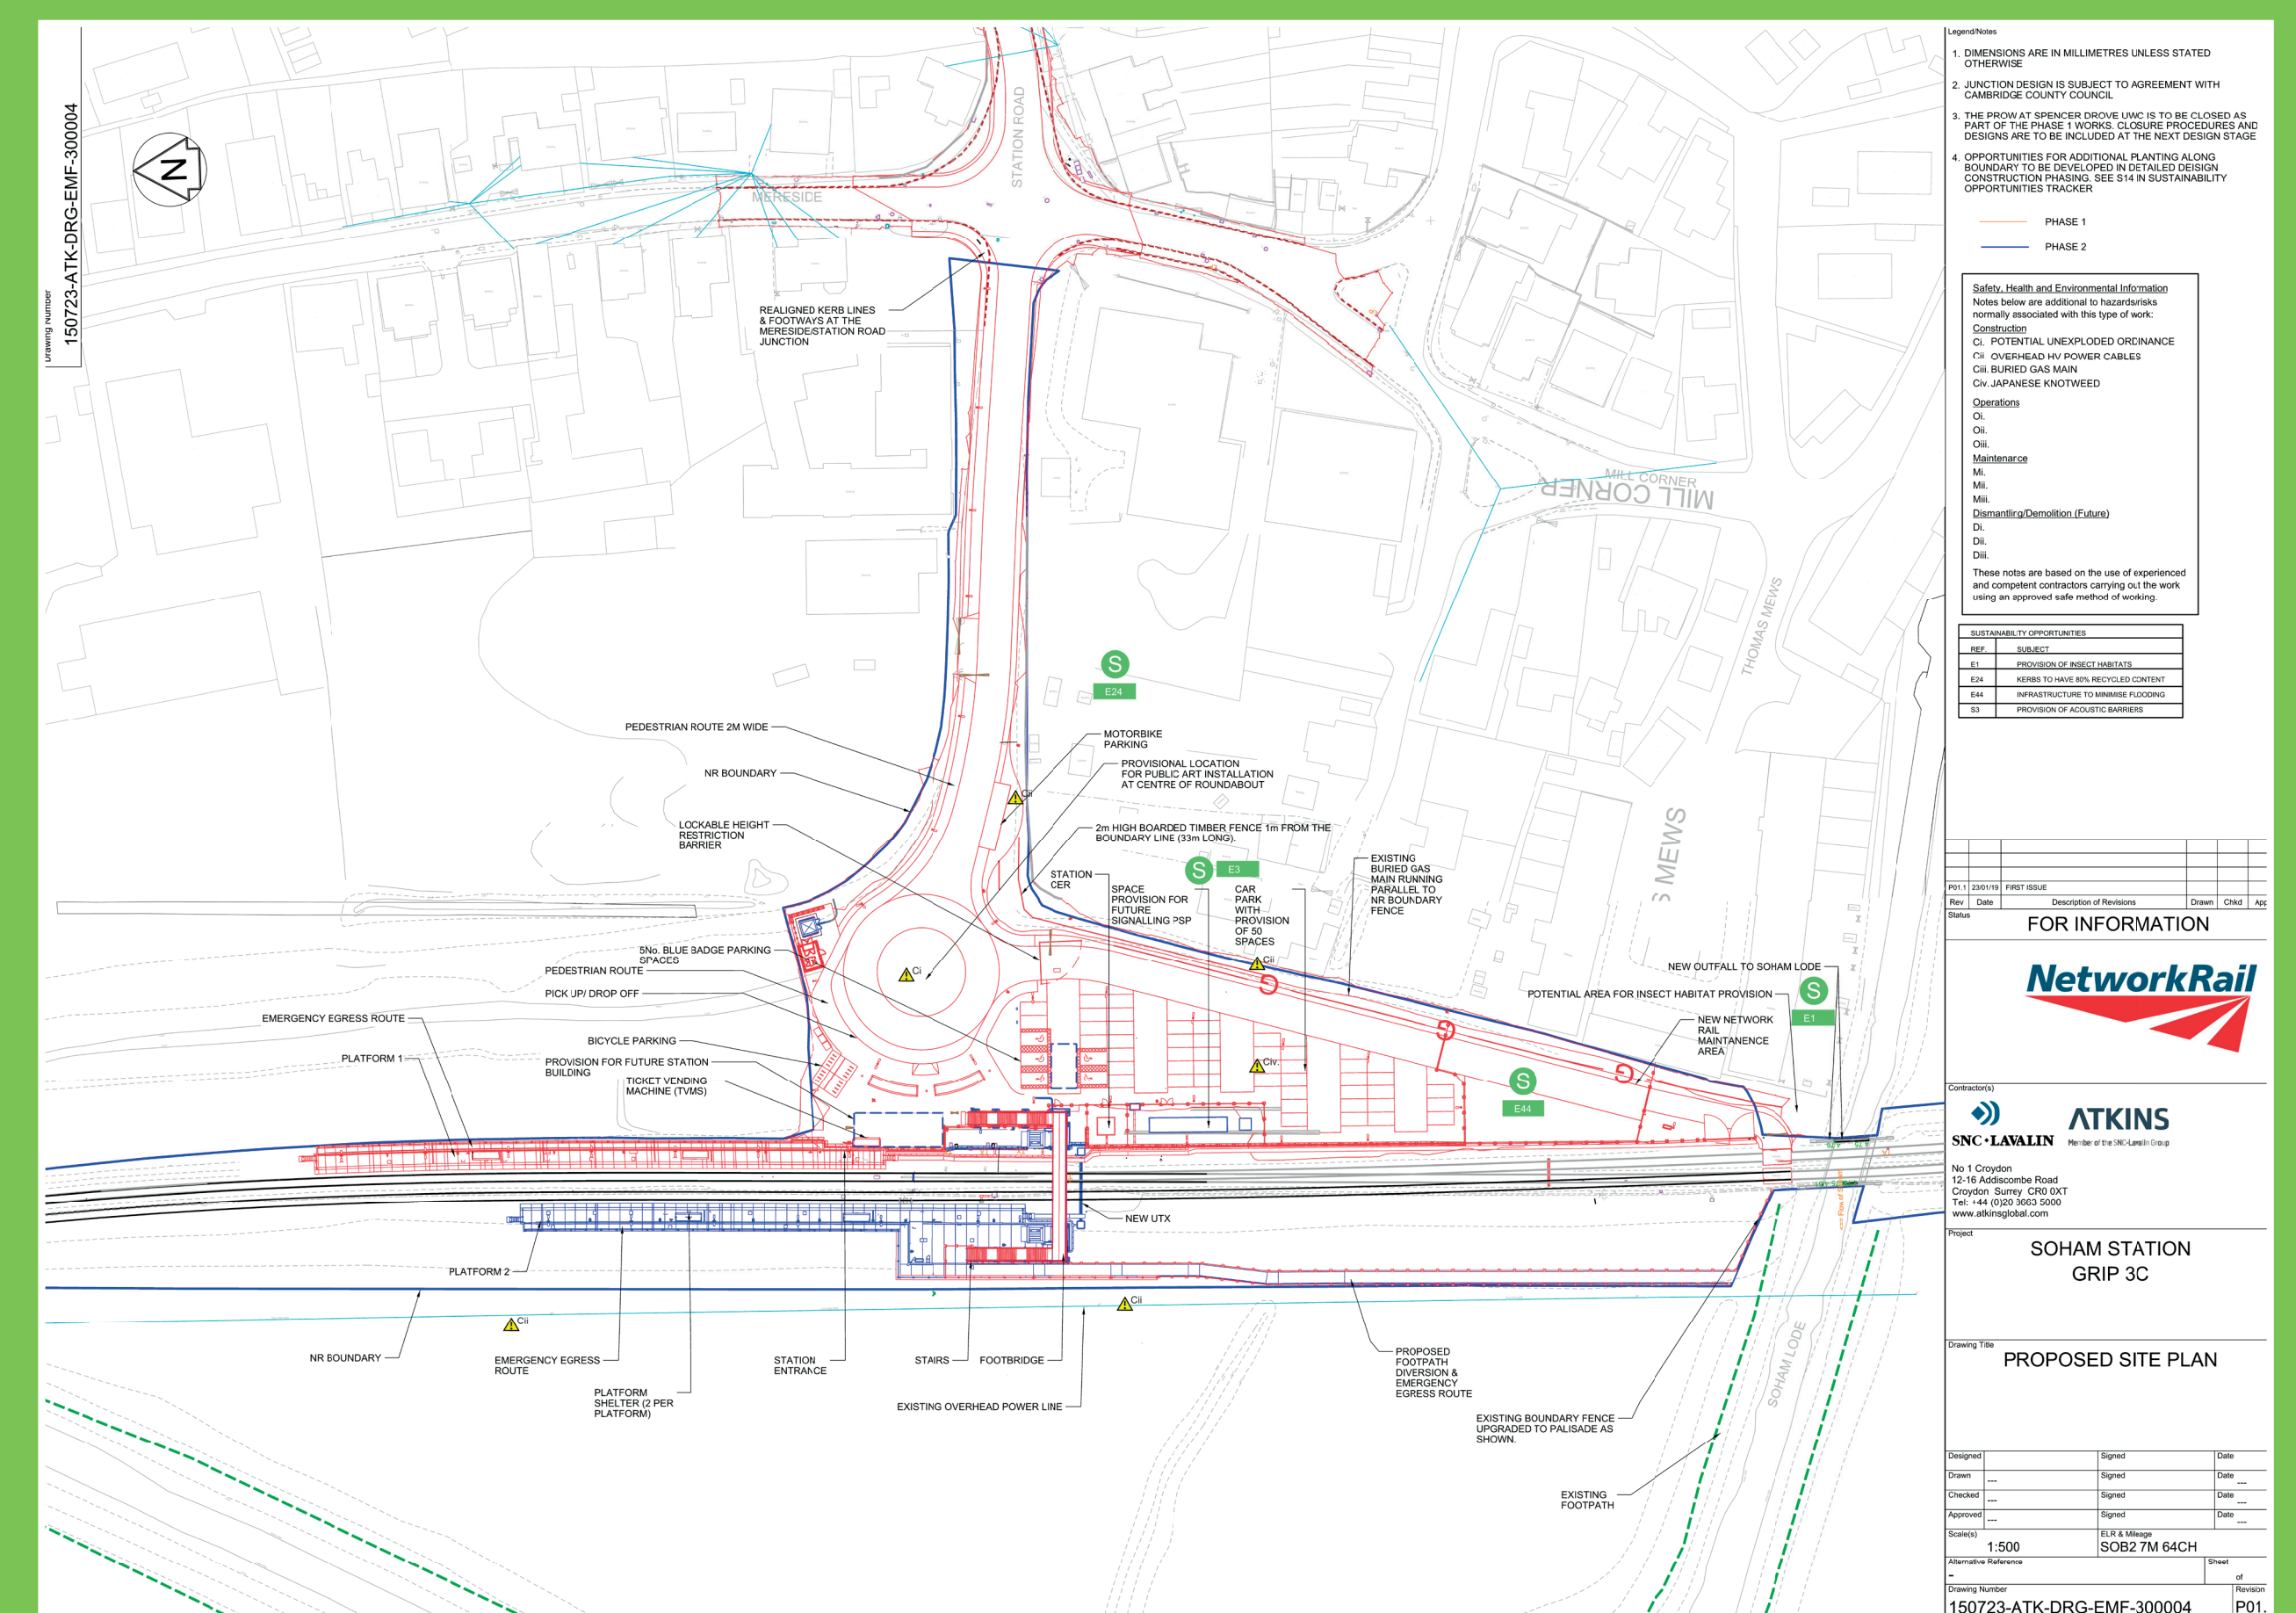 Drawing Number
150723-ATK-DRG-EMF-300004
N
STATION ROAD
MERESIDE
REALIGNED KERB LINES
& FOOTWAYS AT THE
MERESIDE/STATION ROAD
JUNCTION
MILL CORNER
MILL CORNER
THOMAS MEWS
S MEWS
S
E24
PEDESTRIAN ROUTE 2M WIDE
NR BOUNDARY
LOCKABLE HEIGHT
RESTRICTION
BARRIER
MOTORBIKE
PARKING
PROVISIONAL LOCATION
FOR PUBLIC ART INSTALLATION
AT CENTRE OF ROUNDABOUT
Cii
2m HIGH BOARDED TIMBER FENCE 1m FROM THE
BOUNDARY LINE (33m LONG).
S
E3
STATION
CER
SPACE
PROVISION FOR
FUTURE
SIGNALLING PSP
CAR
PARK
WITH
PROVISION
OF 50
SPACES
EXISTING
BURIED GAS
MAIN RUNNING
PARALLEL TO
NR BOUNDARY
FENCE
5No. BLUE BADGE PARKING
SPACES
PEDESTRIAN ROUTE
PICK UP/ DROP OFF
EMERGENCY EGRESS ROUTE
BICYCLE PARKING
PLATFORM 1
PROVISION FOR FUTURE STATION
BUILDING
TICKET VENDING
MACHINE (TVMS)
Ci
Cii
Civ.
G
G
G
NEW OUTFALL TO SOHAM LODE
POTENTIAL AREA FOR INSECT HABITAT PROVISION
S
E1
NEW NETWORK
RAIL
MAINTANENCE
AREA
S
E44
NEW UTX
PLATFORM 2
Cii
Cii
NR BOUNDARY
EMERGENCY EGRESS
ROUTE
PLATFORM
SHELTER (2 PER
PLATFORM)
STATION
ENTRANCE
STAIRS
FOOTBRIDGE
EXISTING OVERHEAD POWER LINE
PROPOSED
FOOTPATH
DIVERSION &
EMERGENCY
EGRESS ROUTE
EXISTING BOUNDARY FENCE
UPGRADED TO PALISADE AS
SHOWN.
EXISTING
FOOTPATH
SOHAM LODE
Legend/Notes
1. DIMENSIONS ARE IN MILLIMETRES UNLESS STATED
OTHERWISE
2. JUNCTION DESIGN IS SUBJECT TO AGREEMENT WITH
CAMBRIDGE COUNTY COUNCIL
3. THE PROW AT SPENCER DROVE UWC IS TO BE CLOSED AS
PART OF THE PHASE 1 WORKS. CLOSURE PROCEDURES AND
DESIGNS ARE TO BE INCLUDED AT THE NEXT DESIGN STAGE
4. OPPORTUNITIES FOR ADDITIONAL PLANTING ALONG
BOUNDARY TO BE DEVELOPED IN DETAILED DEISIGN
CONSTRUCTION PHASING. SEE S14 IN SUSTAINABILITY
OPPORTUNITIES TRACKER
PHASE 1
PHASE 2
Safety, Health and Environmental Information
Notes below are additional to hazards/risks
normally associated with this type of work:
Construction
Ci. POTENTIAL UNEXPLODED ORDINANCE
Cii. OVERHEAD HV POWER CABLES
Ciii. BURIED GAS MAIN
Civ. JAPANESE KNOTWEED
Operations
Oi.
Oii.
Oiii.
Maintenance
Mi.
Mii.
Miii.
Dismantling/Demolition (Future)
Di.
Dii.
Diii.
These notes are based on the use of experienced
and competent contractors carrying out the work
using an approved safe method of working.
SUSTAINABILITY OPPORTUNITIES
REF. SUBJECT
E1 PROVISION OF INSECT HABITATS
E24 KERBS TO HAVE 80% RECYCLED CONTENT
E44 INFRASTRUCTURE TO MINIMISE FLOODING
S3 PROVISION OF ACOUSTIC BARRIERS
P01.1 23/01/19 FIRST ISSUE
Rev Date Description of Revisions Drawn Chkd App
Status
FOR INFORMATION
NetworkRail
Contractor(s)
SNC•LAVALIN
ATKINS
Member of the SNC-Lavalin Group
No 1 Croydon
12-16 Addiscombe Road
Croydon Surrey CR0 0XT
Tel: +44 (0)20 3663 5000
www.atkinsglobal.com
Project
SOHAM STATION
GRIP 3C
Drawing Title
PROPOSED SITE PLAN
Designed Signed Date
Drawn --- Signed Date ---
Checked --- Signed Date ---
Approved --- Signed Date ---
Scale(s) ELR & Mileage
1:500 SOB2 7M 64CH
Alternative Reference Sheet
- of
Drawing Number Revision
150723-ATK-DRG-EMF-300004 P01.